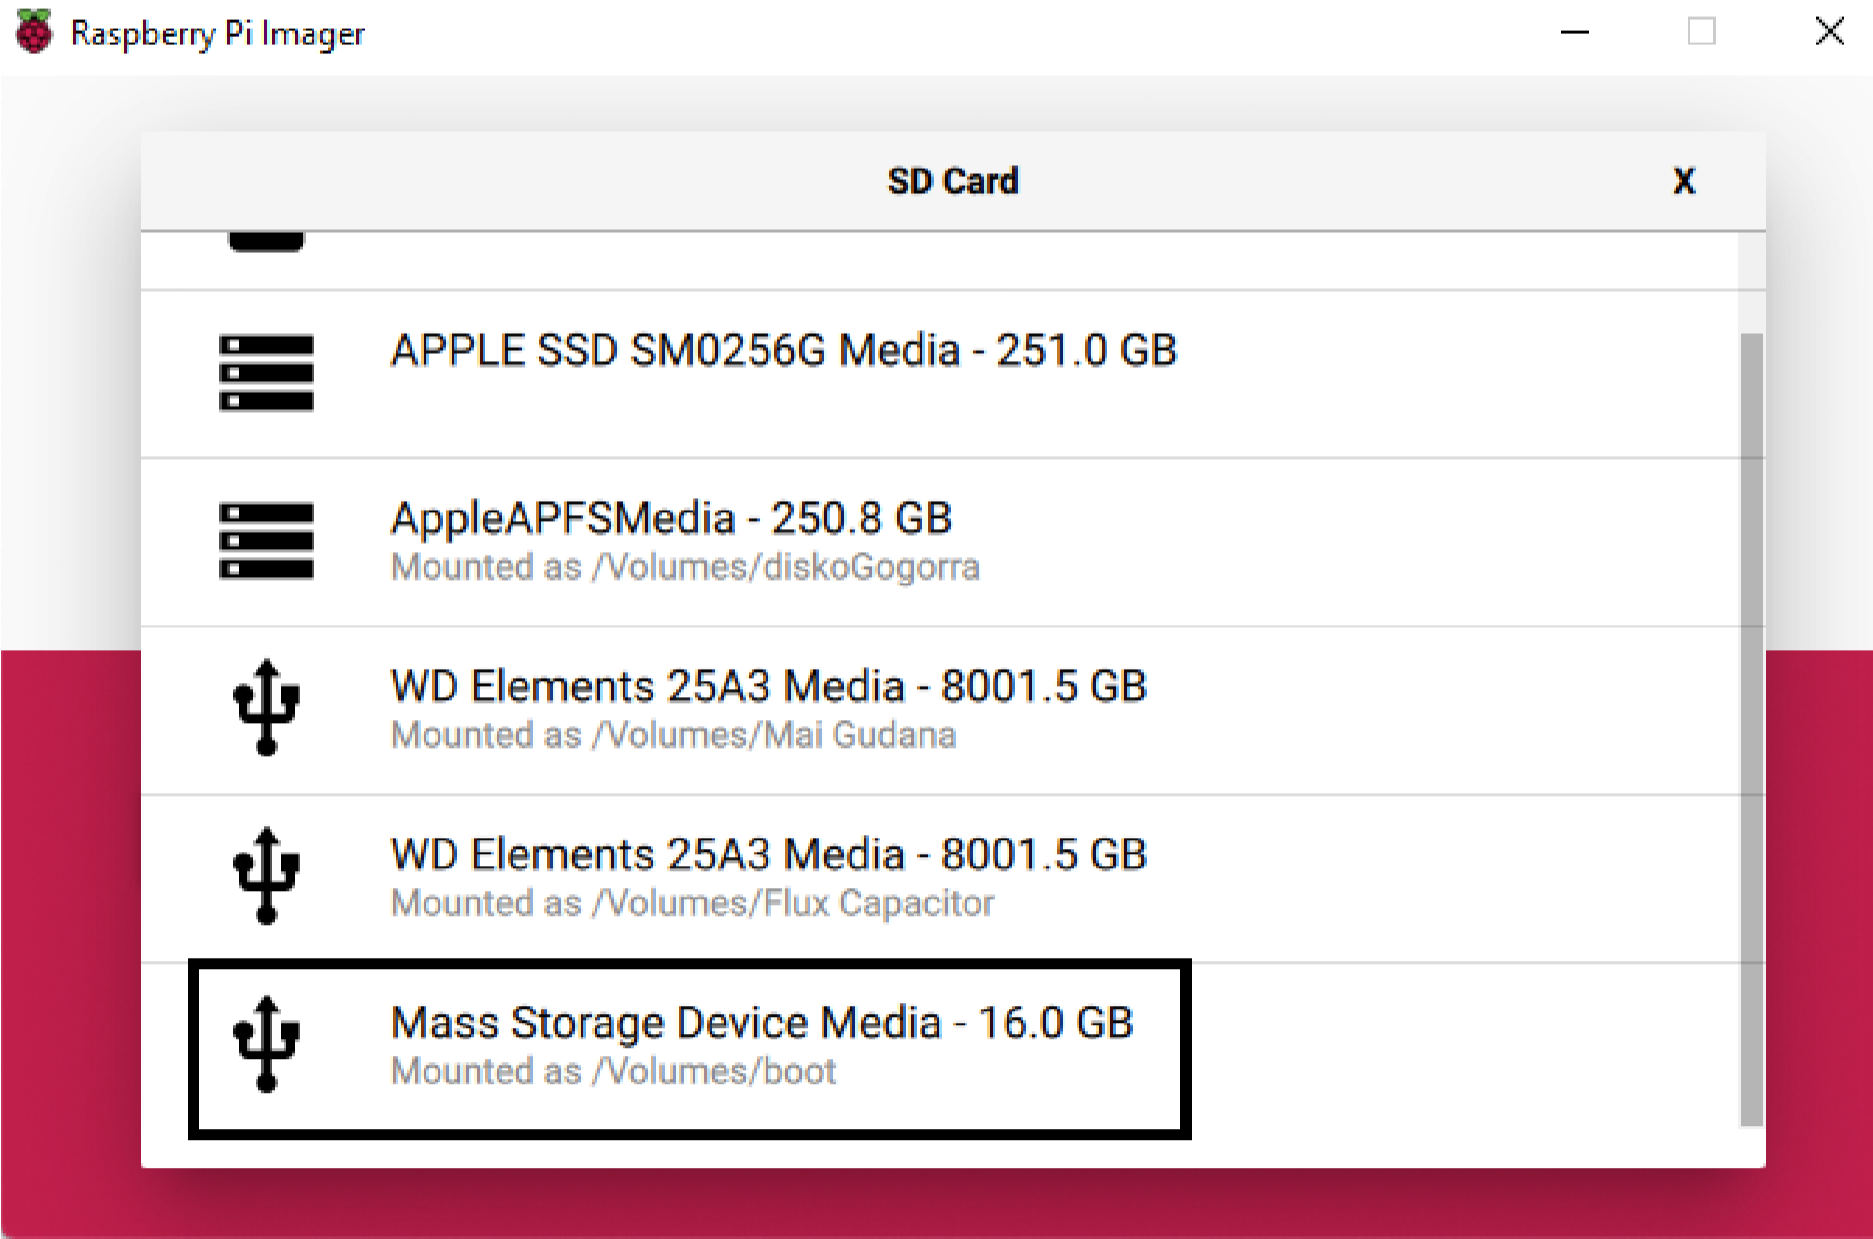 Raspberry Pi Imager
SD Card
X
APPLE SSD SM0256G Media - 251.0 GB
AppleAPFSMedia - 250.8 GB
Mounted as /Volumes/diskoGogorra
WD Elements 25A3 Media - 8001.5 GB
Mounted as /Volumes/Mai Gudana
WD Elements 25A3 Media - 8001.5 GB
Mounted as /Volumes/Flux Capacitor
Mass Storage Device Media - 16.0 GB
Mounted as /Volumes/boot